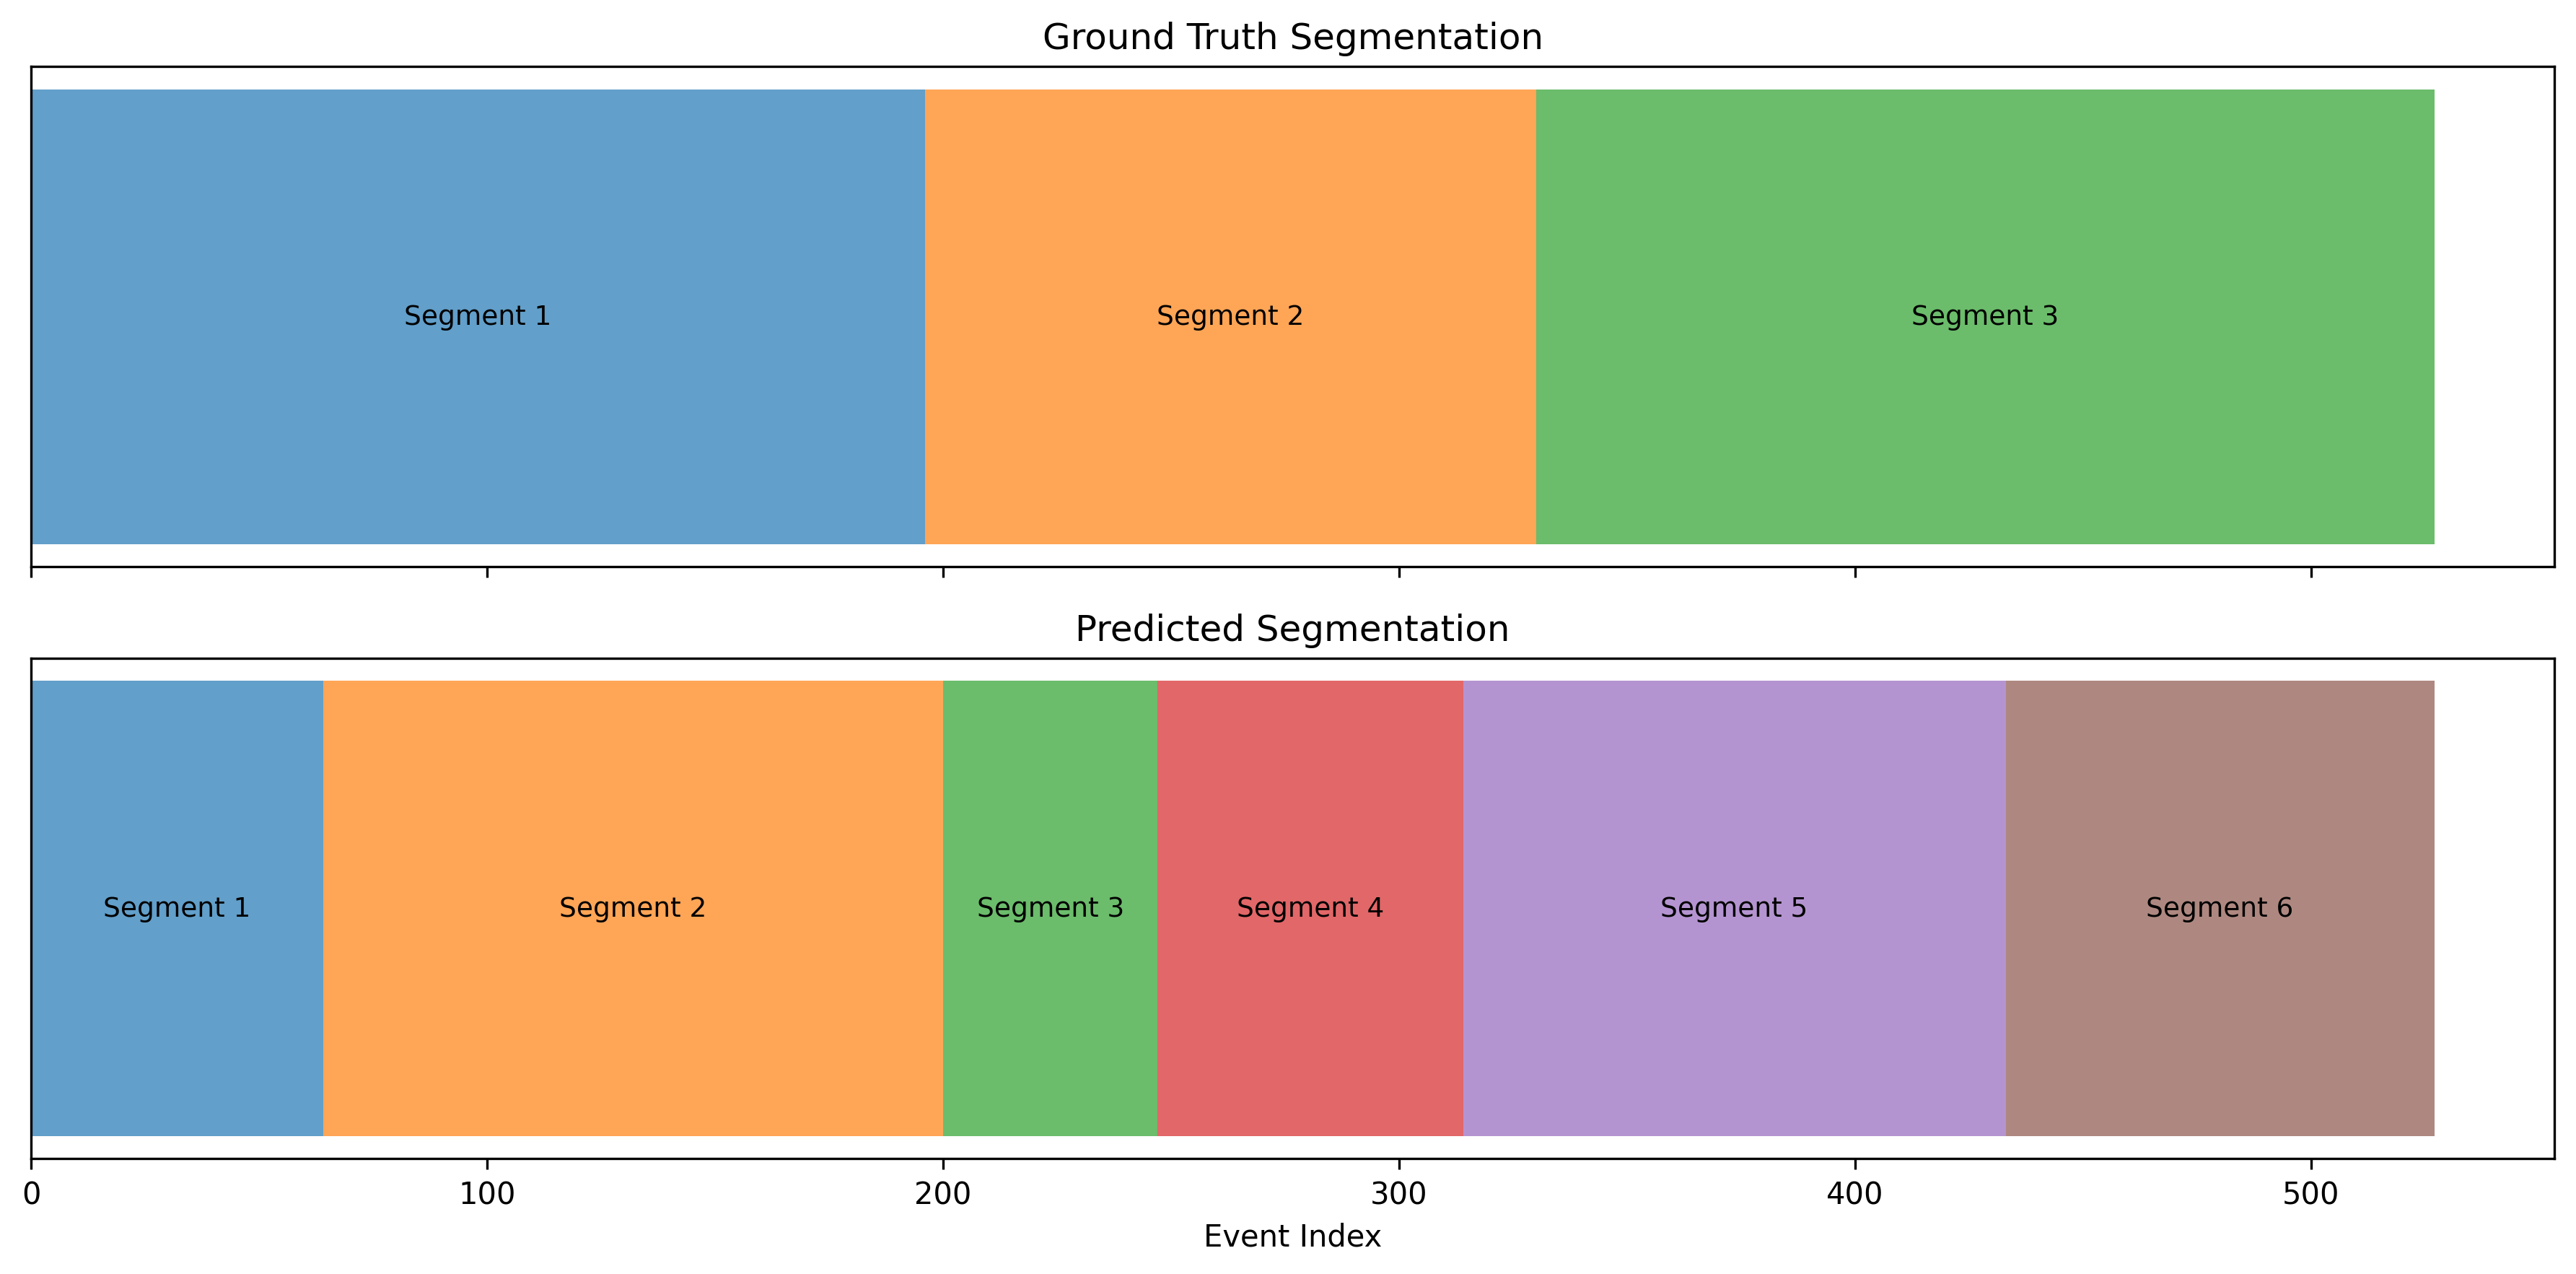 Ground Truth Segmentation
Segment 1 Segment 2 Segment 3
Predicted Segmentation
Segment 1 Segment 2 Segment 3 Segment 4 Segment 5 Segment 6
0 100 200 300 400 500
Event Index